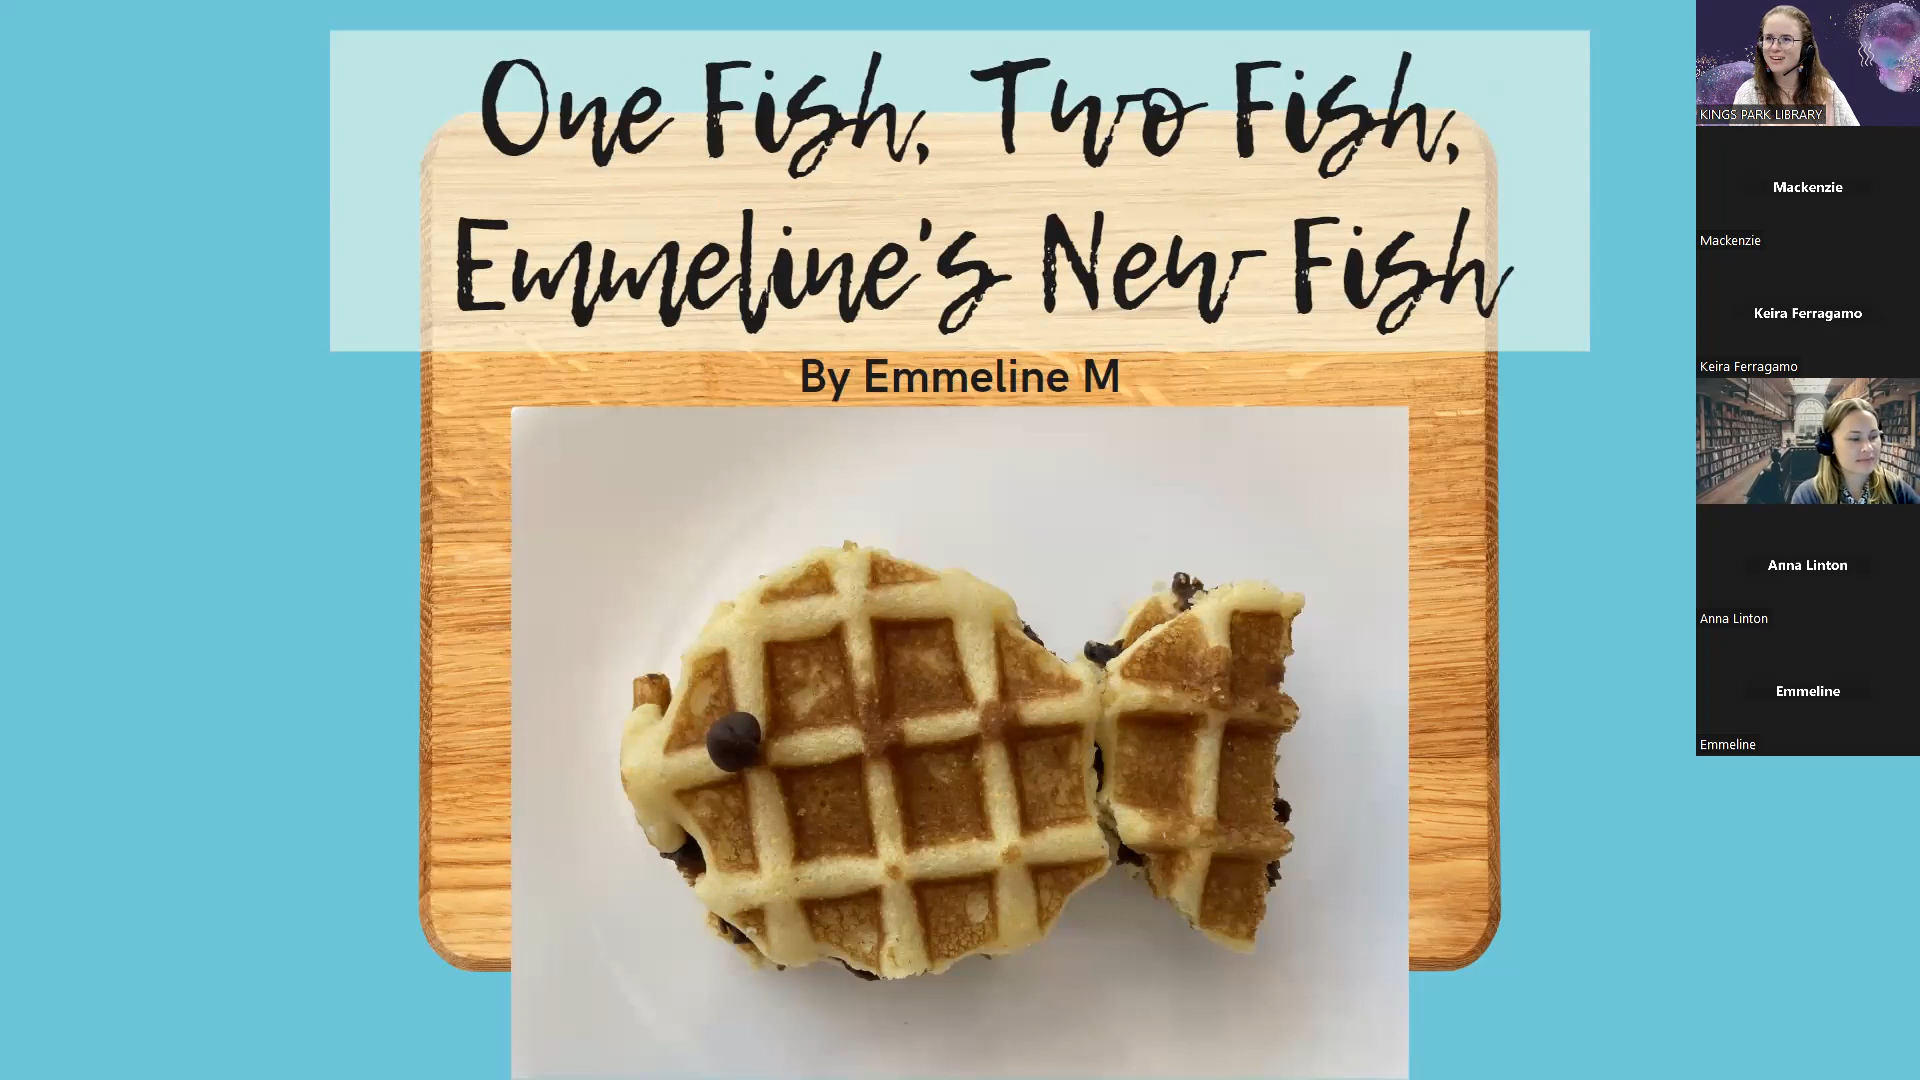 One Fish, Two Fish,
Emmeline's New Fish
By Emmeline M
KINGS PARK LIBRARY
Mackenzie
Mackenzie
Keira Ferragamo
Keira Ferragamo
Anna Linton
Anna Linton
Emmeline
Emmeline